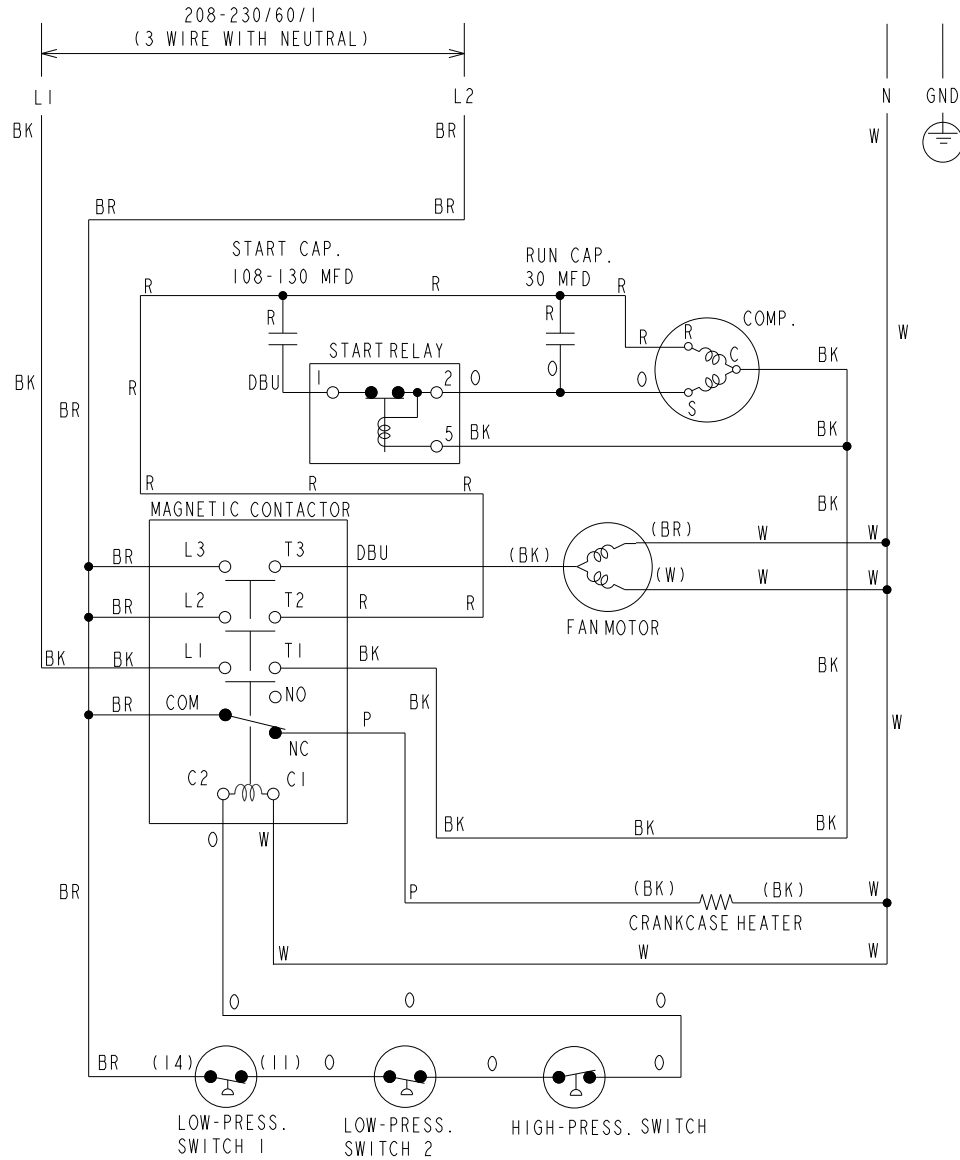 208-230/60/1
(3 WIRE WITH NEUTRAL)
L1
L2
N
GND
BK
BR
W
BR
BR
START CAP.
108-130 MFD
RUN CAP.
30 MFD
R
R
R
R
R
COMP.
W
START RELAY
R
R
C
BK
BK
R
DBU
1
2
O
O
O
S
BR
5
BK
BK
R
R
R
BK
MAGNETIC CONTACTOR
(BR)
W
W
BR
L3
T3
DBU
(BK)
BR
L2
T2
R
R
(W)
W
W
FAN MOTOR
BK
BK
L1
T1
BK
BK
BR
COM
NO
BK
P
W
NC
C2
C1
BK
BK
BK
O
W
BR
P
(BK)
(BK)
W
CRANKCASE HEATER
W
W
W
O
O
O
BR
(14)
(11)
O
O
O
LOW-PRESS.
SWITCH 1
LOW-PRESS.
SWITCH 2
HIGH-PRESS. SWITCH